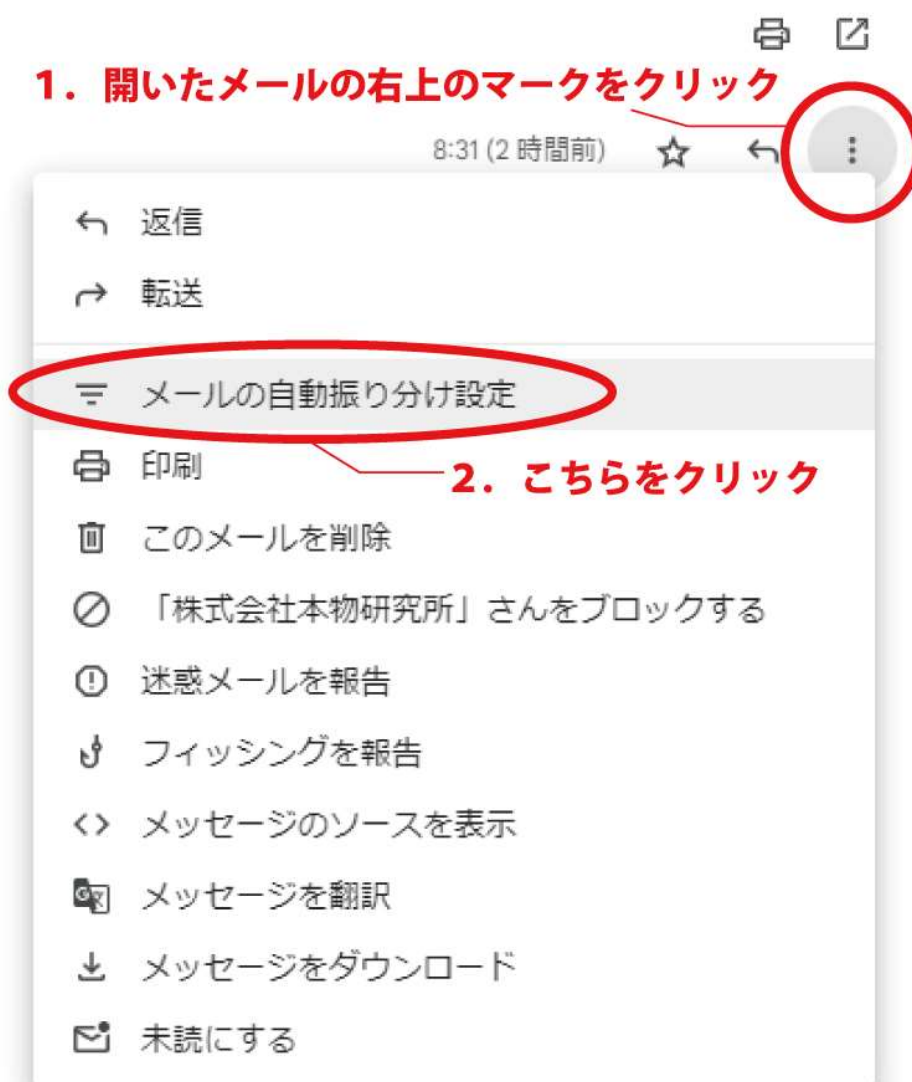 1．開いたメールの右上のマークをクリック
8:31 (2 時間前)
返信
転送
メールの自動振り分け設定
印刷
2．こちらをクリック
このメールを削除
「株式会社本物研究所」さんをブロックする
迷惑メールを報告
フィッシングを報告
メッセージのソースを表示
メッセージを翻訳
メッセージをダウンロード
未読にする